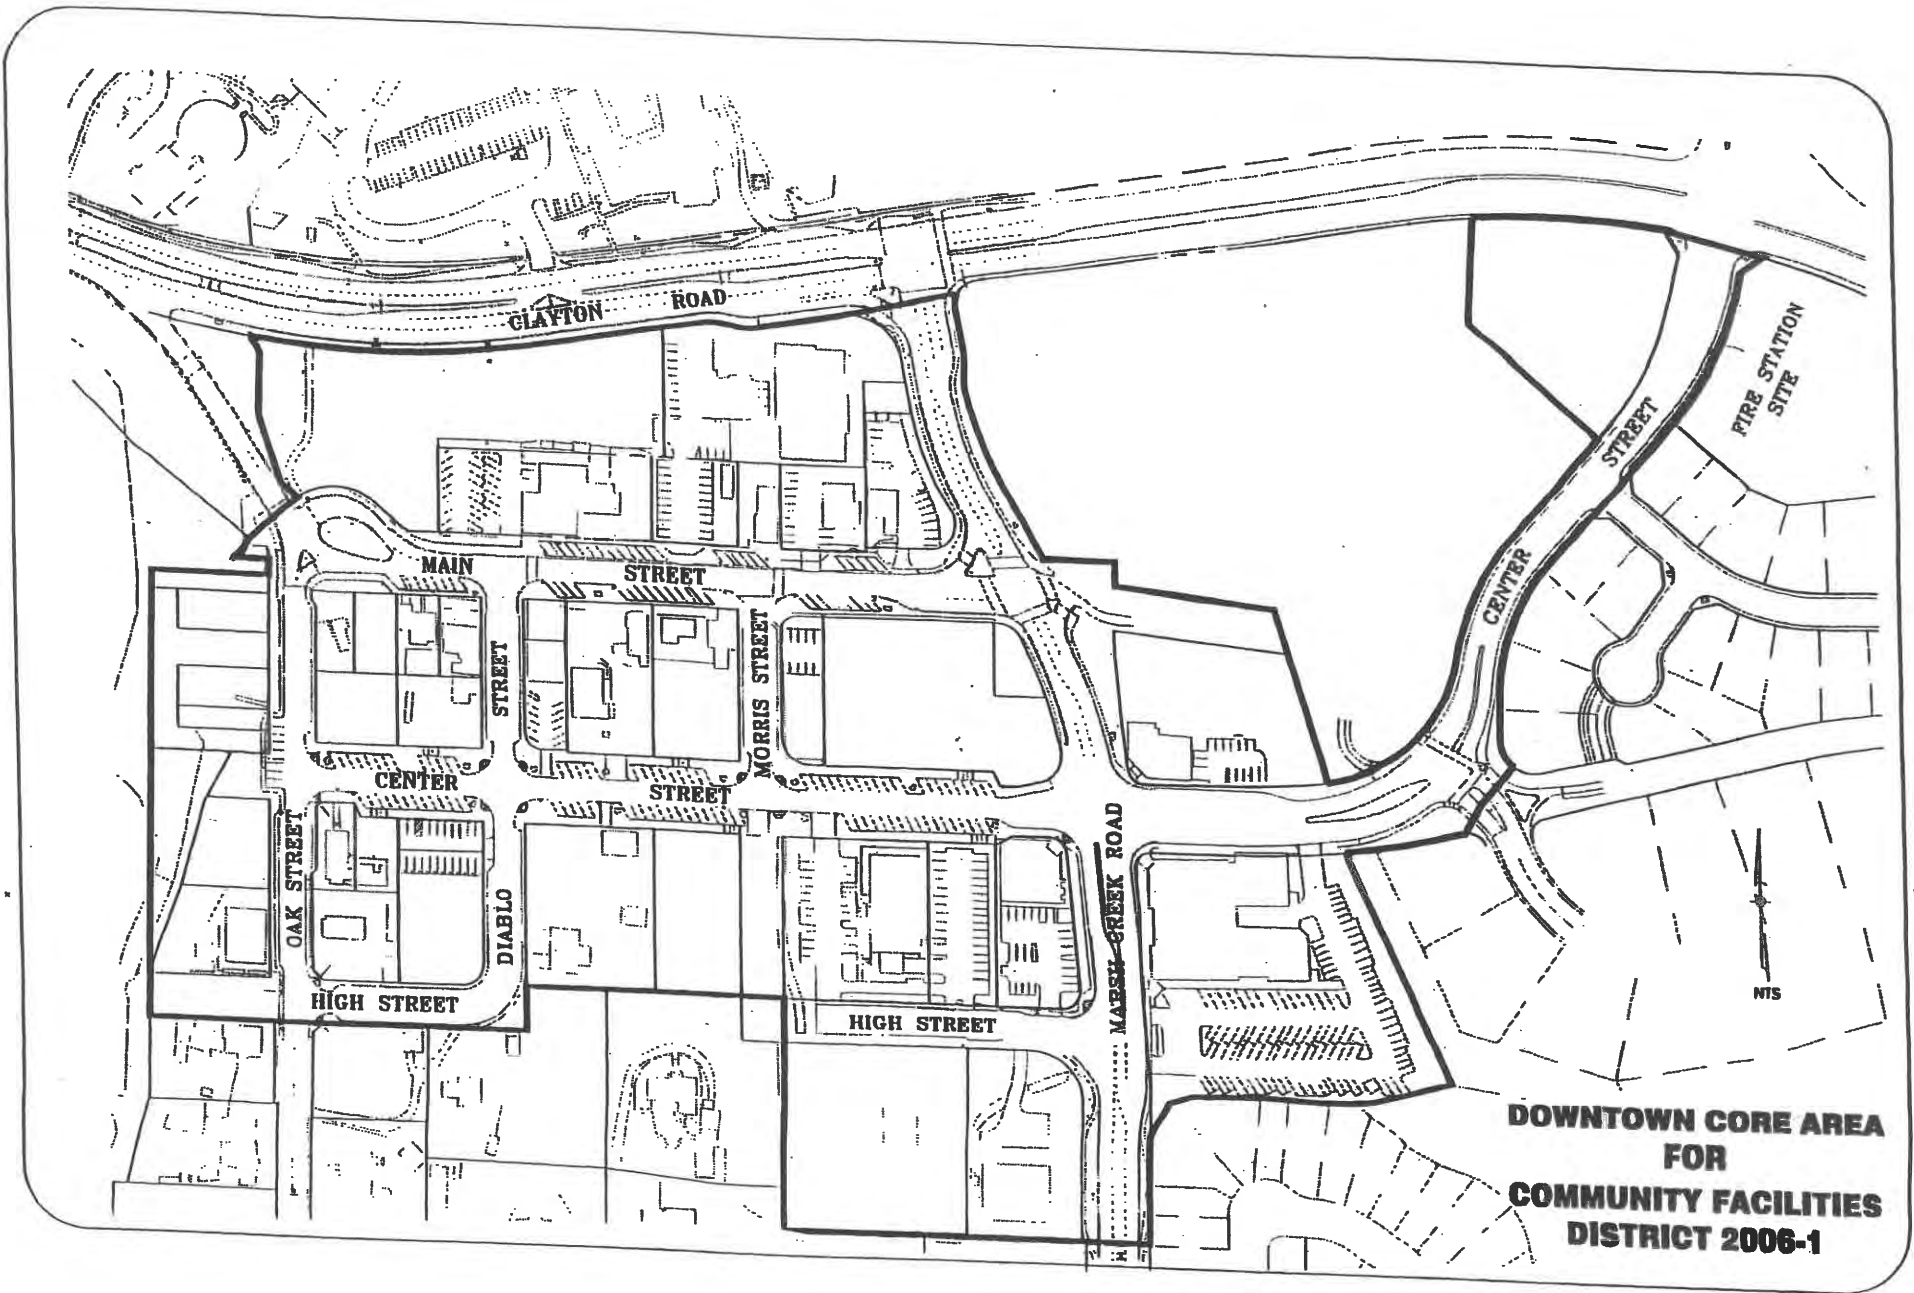 CLAYTON ROAD
FIRE STATION
SITE
STREET
CENTER
MAIN STREET
STREET
MORRIS STREET
CENTER STREET
OAK STREET
DIABLO
MARSH CREEK ROAD
HIGH STREET
HIGH STREET
NTS
DOWNTOWN CORE AREA
FOR
COMMUNITY FACILITIES
DISTRICT 2006-1